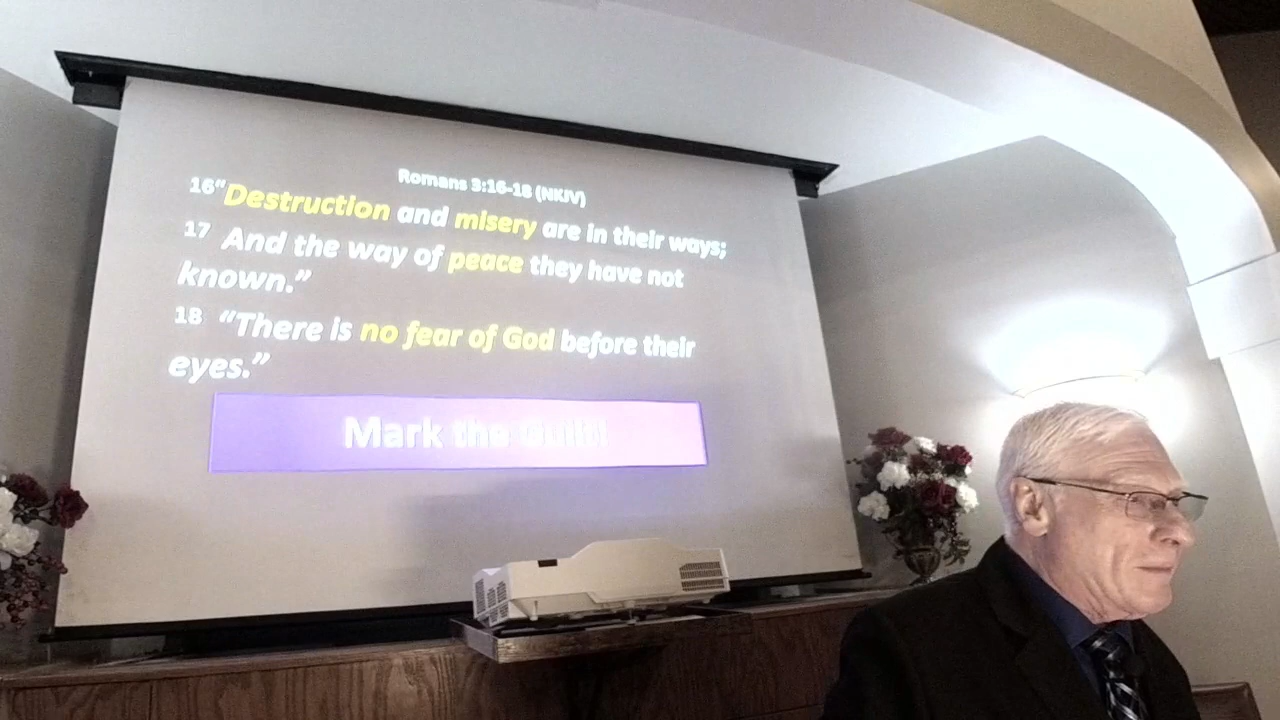 Romans 3:16-18 (NKJV)
16“Destruction and misery are in their ways;
17 And the way of peace they have not
known.”
18 “There is no fear of God before their
eyes.”
Mark the Guilt!